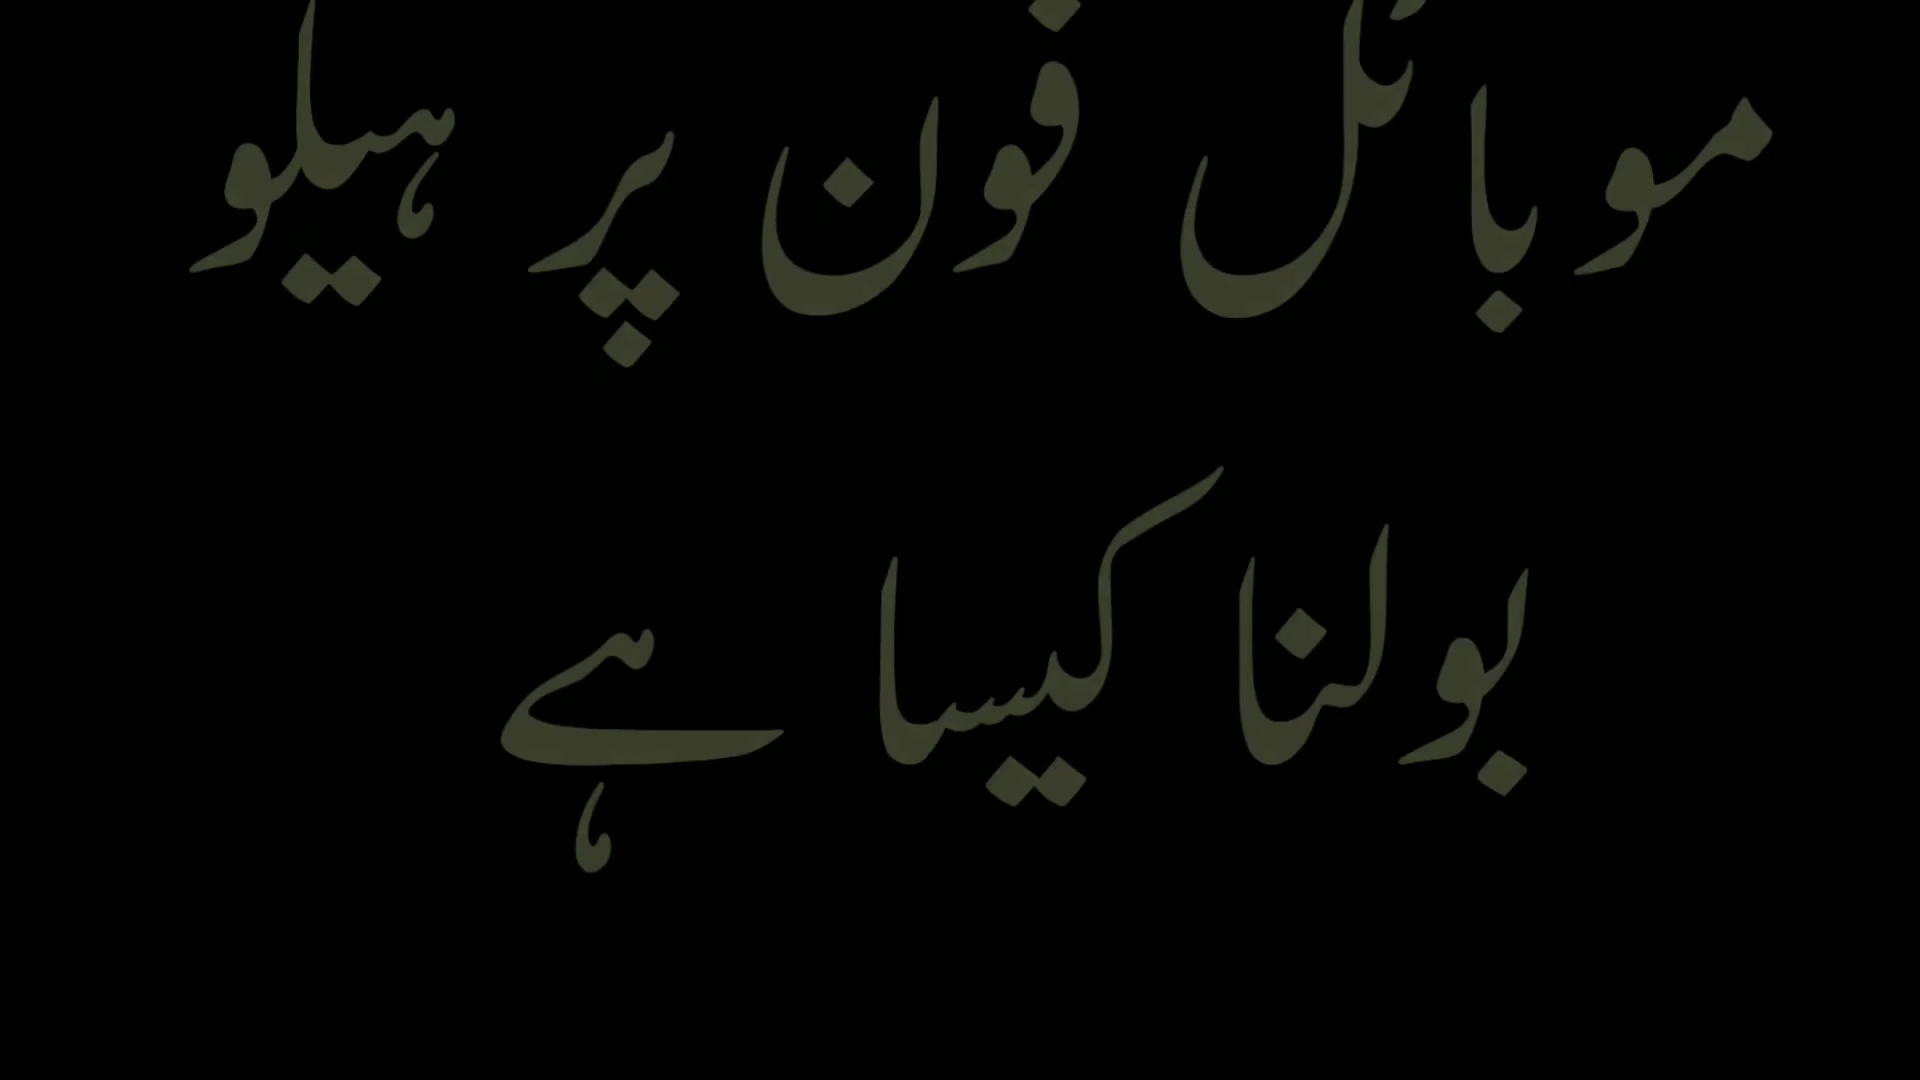 موبائل فون پر ہیلو
بولنا کیسا ہے